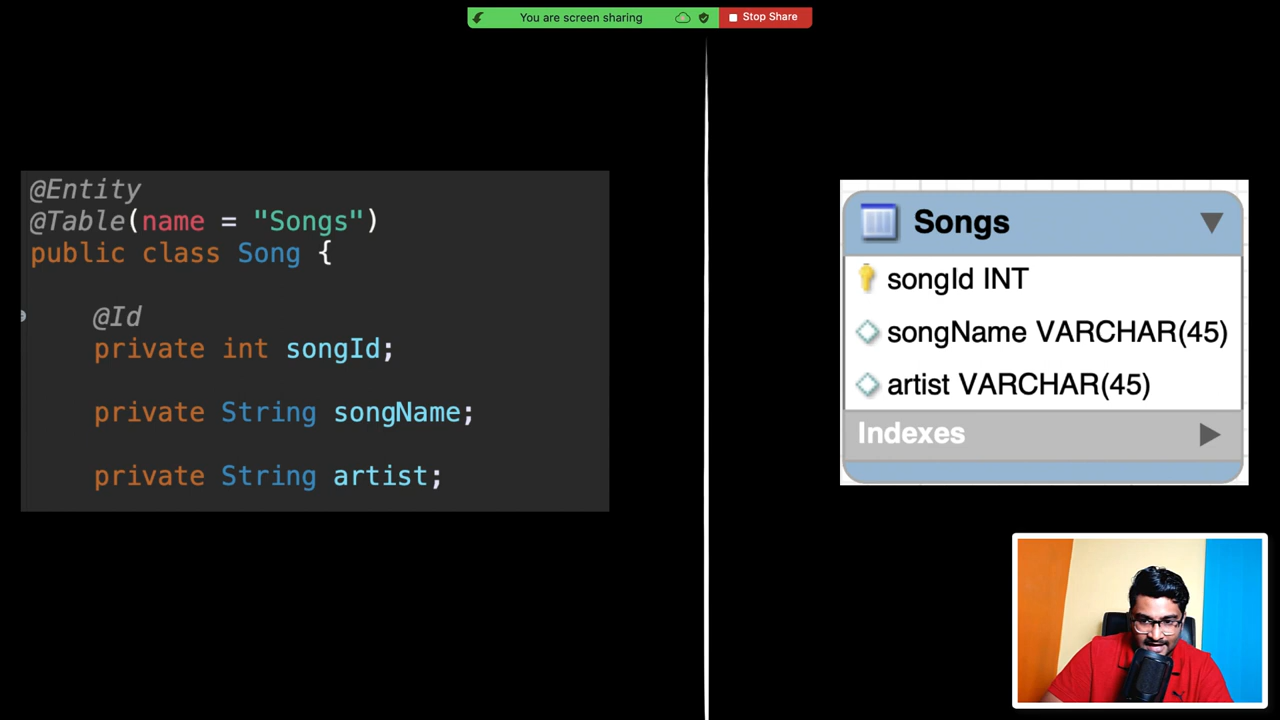 You are screen sharing
Stop Share
@Entity
@Table(name = "Songs")
public class Song {
@Id
private int songId;
private String songName;
private String artist;
Songs
songId INT
songName VARCHAR(45)
artist VARCHAR(45)
Indexes